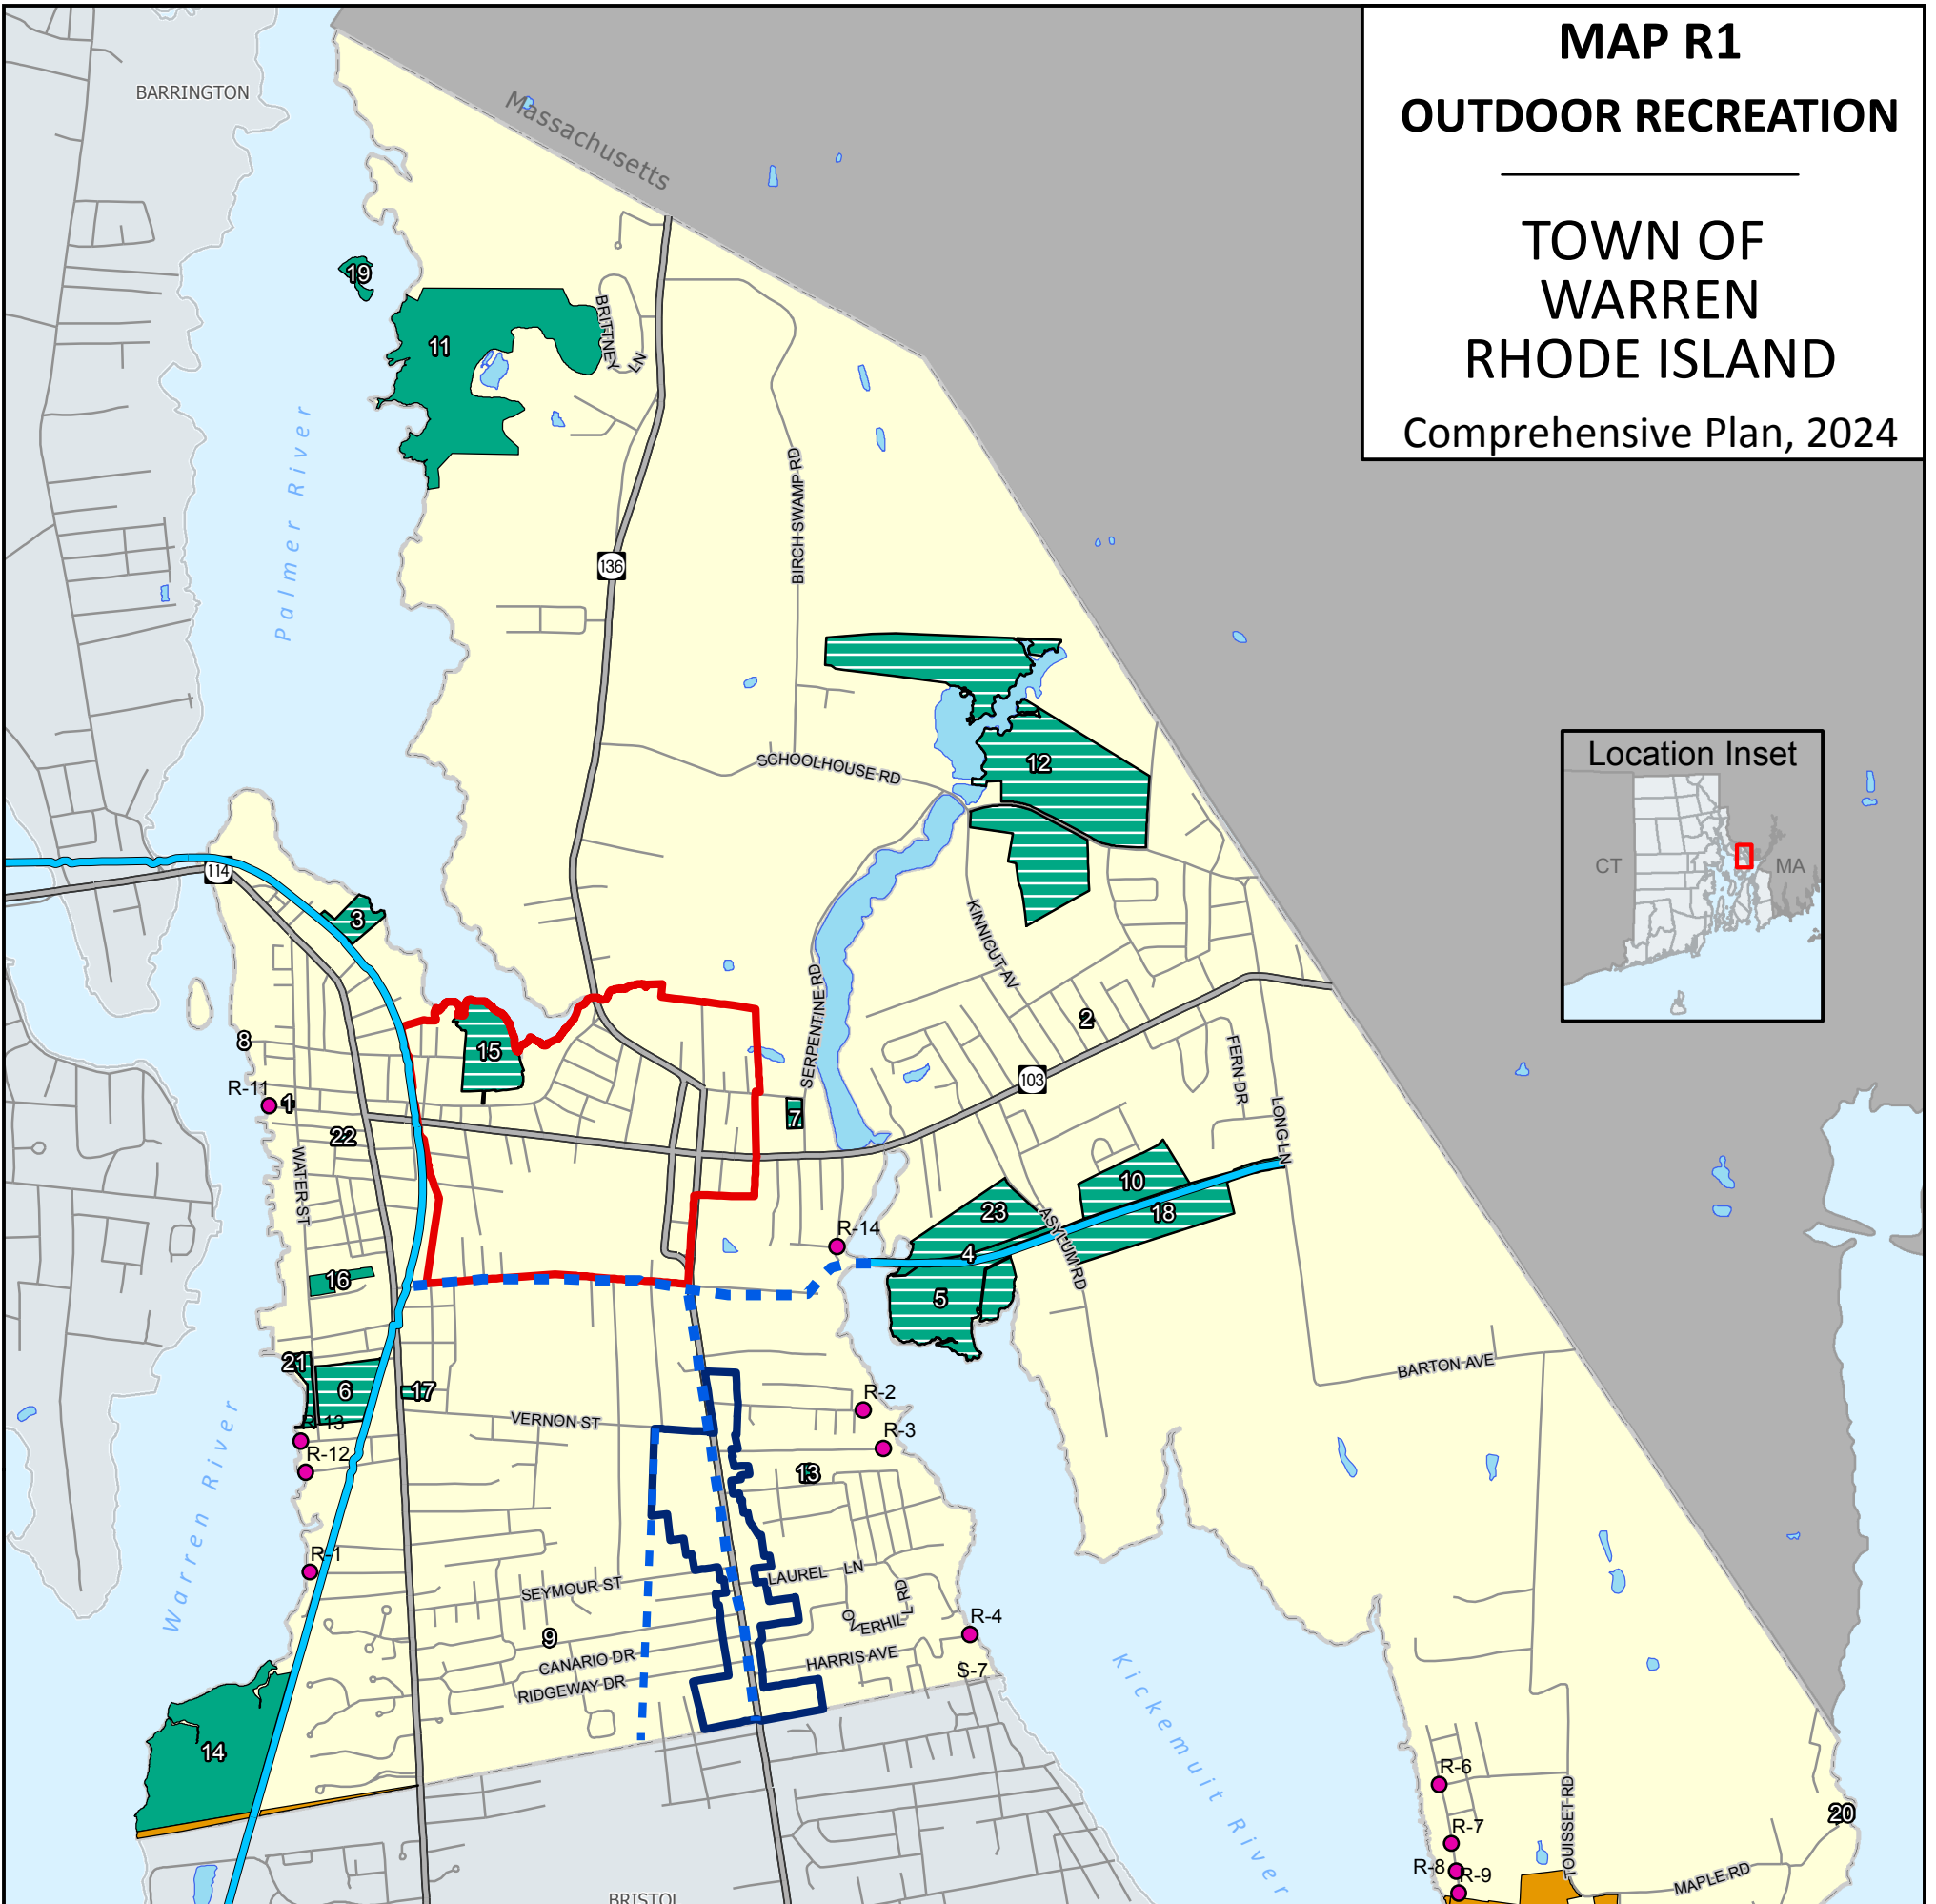 MAP R1
OUTDOOR RECREATION
TOWN OF
WARREN
RHODE ISLAND
Comprehensive Plan, 2024
BARRINGTON
Massachusetts
19
11
BRITTNEY LN
Palmer River
BIRCH SWAMP RD
136
SCHOOLHOUSE RD
12
Location Inset
CT
MA
114
3
KINNICUT AV
SERPENTINE RD
2
8
15
103
FERN DR
R-11
1
7
LONG LN
22
WATER ST
10
23
18
ASYLUM RD
R-14
4
16
5
21
6
17
BARTON AVE
R-2
VERNON ST
R-13
R-3
R-12
13
Warren River
R-1
LAUREL LN
SEYMOUR ST
OVERHILL RD
R-4
9
CANARIO DR
HARRIS AVE
S-7
RIDGEWAY DR
Kickemuit River
14
R-6
TOUISSET RD
20
R-7
R-8
R-9
MAPLE RD
BRISTOL